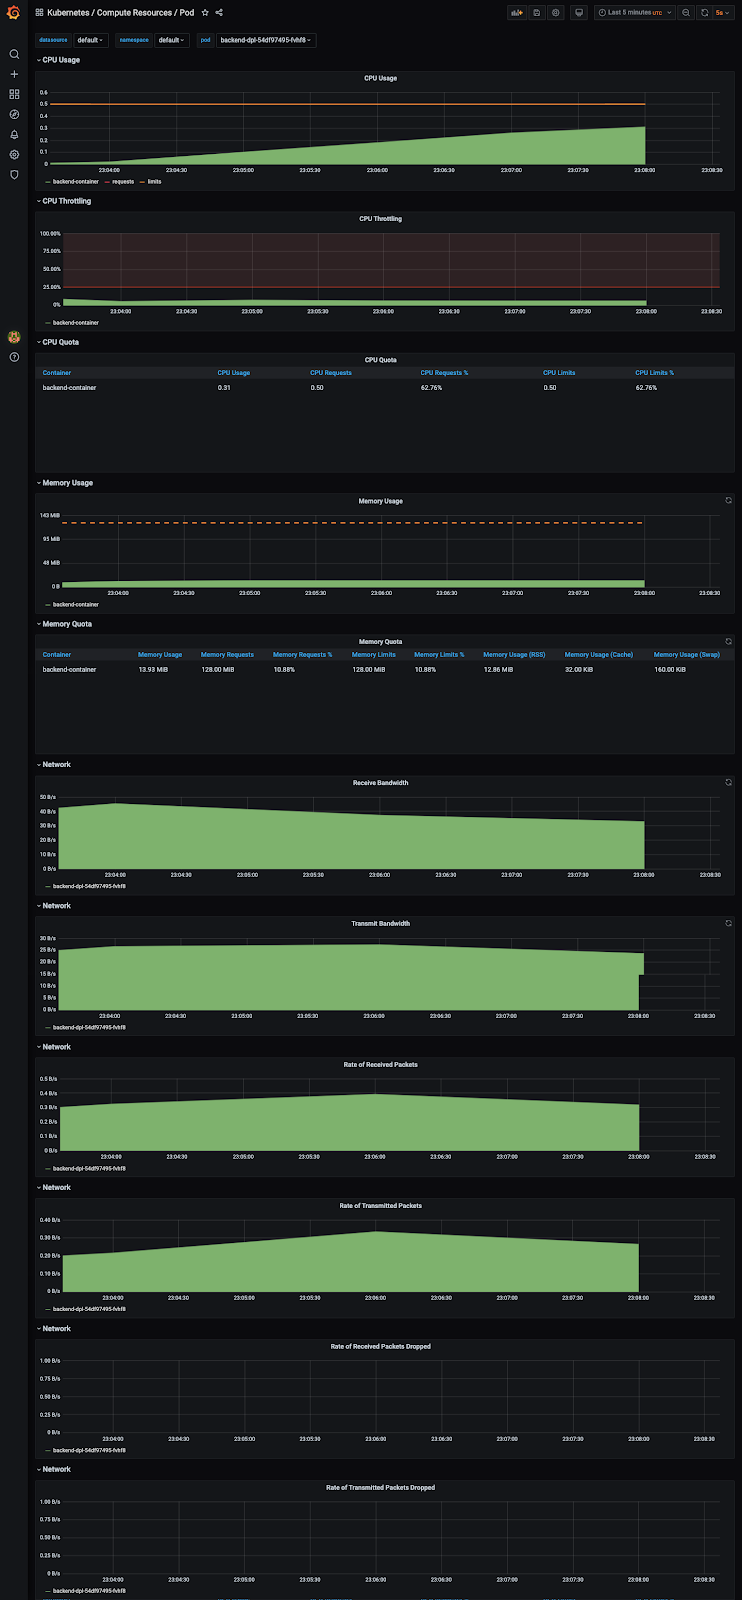 Kubernetes / Compute Resources / Pod
Last 5 minutes UTC
5s
datasource default namespace default pod backend-dpl-54df97495-fvhf8
CPU Usage
CPU Usage
0.6
0.5
0.4
0.3
0.2
0.1
0
23:04:00 23:04:30 23:05:00 23:05:30 23:06:00 23:06:30 23:07:00 23:07:30 23:08:00 23:08:30
backend-container requests limits
CPU Throttling
CPU Throttling
100.00%
75.00%
50.00%
25.00%
0%
23:04:00 23:04:30 23:05:00 23:05:30 23:06:00 23:06:30 23:07:00 23:07:30 23:08:00 23:08:30
backend-container
CPU Quota
CPU Quota
Container CPU Usage CPU Requests CPU Requests % CPU Limits CPU Limits %
backend-container 0.31 0.50 62.76% 0.50 62.76%
Memory Usage
Memory Usage
143 MiB
95 MiB
48 MiB
0 B
23:04:00 23:04:30 23:05:00 23:05:30 23:06:00 23:06:30 23:07:00 23:07:30 23:08:00 23:08:30
backend-container
Memory Quota
Memory Quota
Container Memory Usage Memory Requests Memory Requests % Memory Limits Memory Limits % Memory Usage (RSS) Memory Usage (Cache) Memory Usage (Swap)
backend-container 13.93 MiB 128.00 MiB 10.88% 128.00 MiB 10.88% 12.86 MiB 32.00 KiB 160.00 KiB
Network
Receive Bandwidth
50 B/s
40 B/s
30 B/s
20 B/s
10 B/s
0 B/s
23:04:00 23:04:30 23:05:00 23:05:30 23:06:00 23:06:30 23:07:00 23:07:30 23:08:00 23:08:30
backend-dpl-54df97495-fvhf8
Network
Transmit Bandwidth
30 B/s
25 B/s
20 B/s
15 B/s
10 B/s
5 B/s
0 B/s
23:04:00 23:04:30 23:05:00 23:05:30 23:06:00 23:06:30 23:07:00 23:07:30 23:08:00 23:08:30
backend-dpl-54df97495-fvhf8
Network
Rate of Received Packets
0.5 B/s
0.4 B/s
0.3 B/s
0.2 B/s
0.1 B/s
0 B/s
23:04:00 23:04:30 23:05:00 23:05:30 23:06:00 23:06:30 23:07:00 23:07:30 23:08:00 23:08:30
backend-dpl-54df97495-fvhf8
Network
Rate of Transmitted Packets
0.40 B/s
0.30 B/s
0.20 B/s
0.10 B/s
0 B/s
23:04:00 23:04:30 23:05:00 23:05:30 23:06:00 23:06:30 23:07:00 23:07:30 23:08:00 23:08:30
backend-dpl-54df97495-fvhf8
Network
Rate of Received Packets Dropped
1.00 B/s
0.75 B/s
0.50 B/s
0.25 B/s
0 B/s
23:04:00 23:04:30 23:05:00 23:05:30 23:06:00 23:06:30 23:07:00 23:07:30 23:08:00 23:08:30
backend-dpl-54df97495-fvhf8
Network
Rate of Transmitted Packets Dropped
1.00 B/s
0.75 B/s
0.50 B/s
0.25 B/s
0 B/s
23:04:00 23:04:30 23:05:00 23:05:30 23:06:00 23:06:30 23:07:00 23:07:30 23:08:00 23:08:30
backend-dpl-54df97495-fvhf8